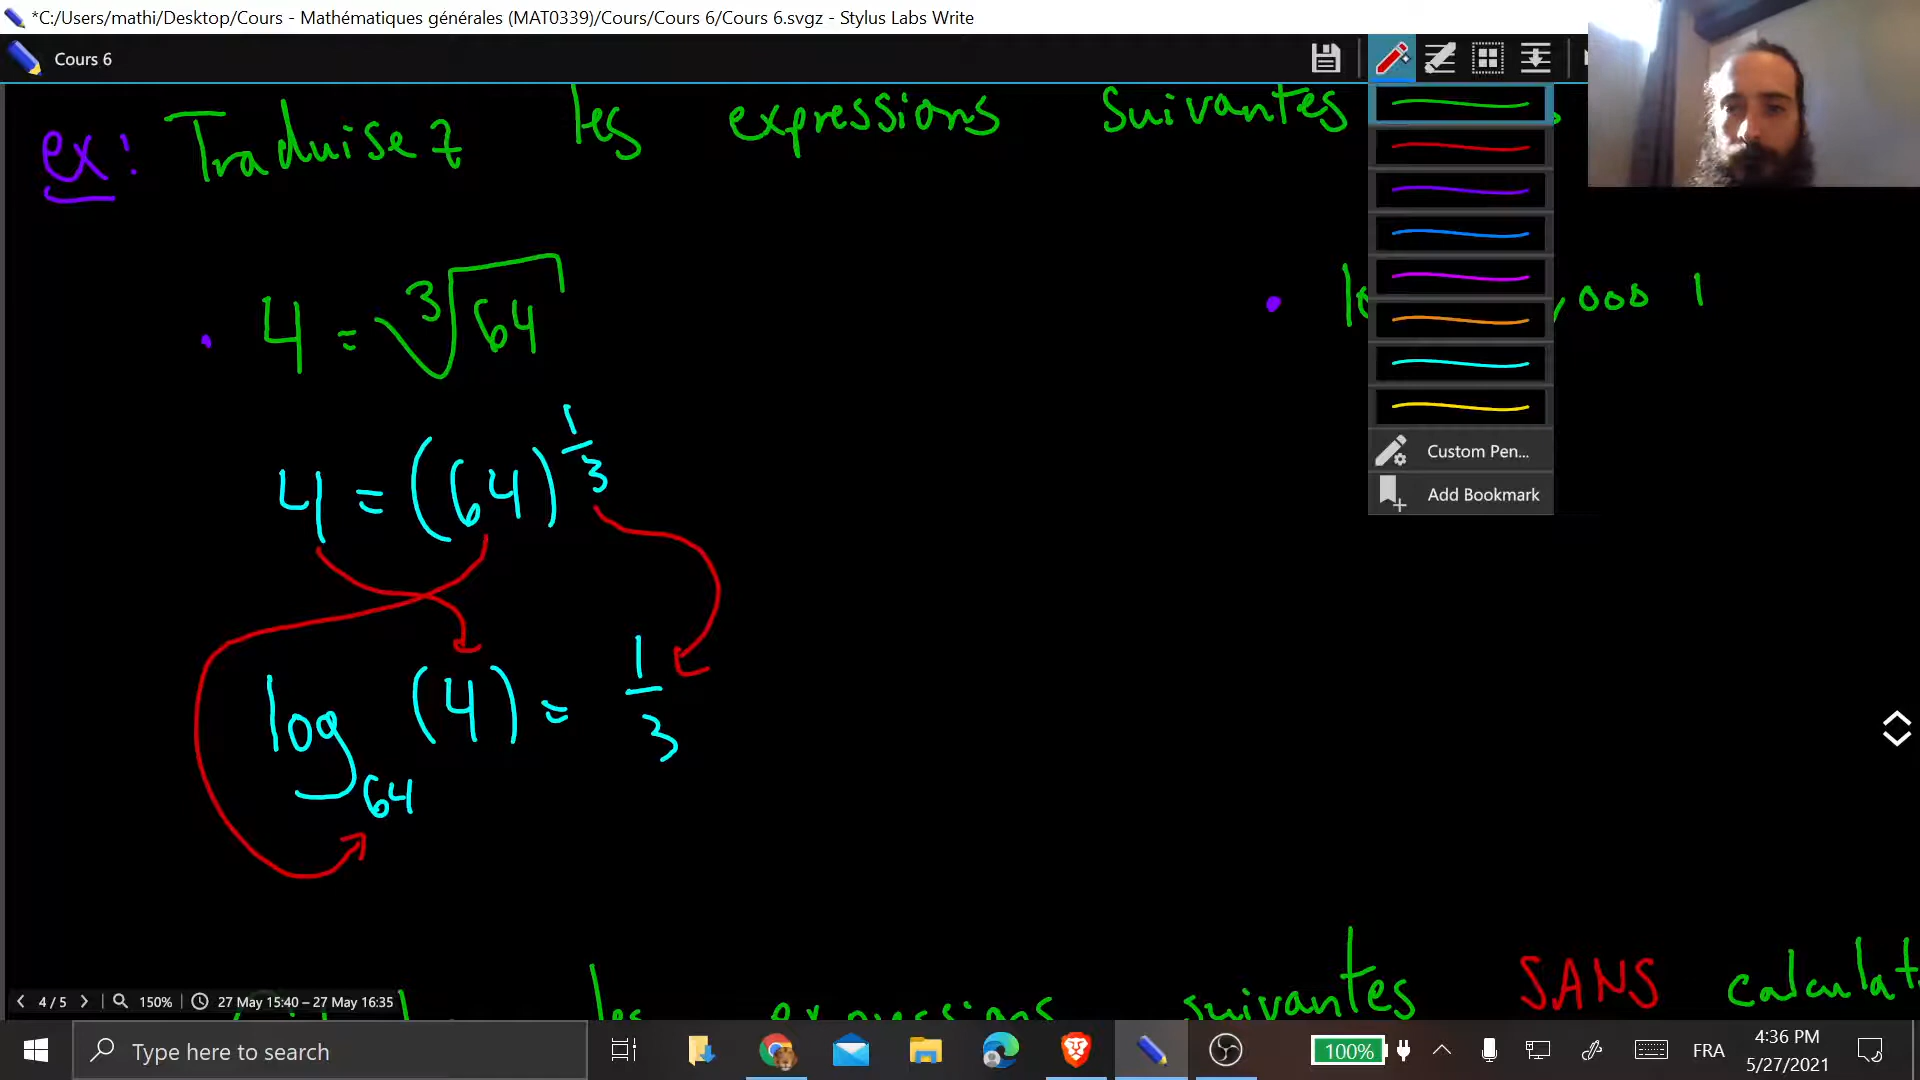 *C:/Users/mathi/Desktop/Cours - Mathématiques générales (MAT0339)/Cours/Cours 6/Cours 6.svgz - Stylus Labs Write
Cours 6
ex: Traduisez les expressions suivantes
• 4 = ∛64
• ,000 1
4 = (64)^(1/3)
Custom Pen...
Add Bookmark
log₆₄ (4) = 1/3
les expressions suivantes SANS calculat
4 / 5 150% 27 May 15:40 – 27 May 16:35
Type here to search
100%
FRA
4:36 PM
5/27/2021